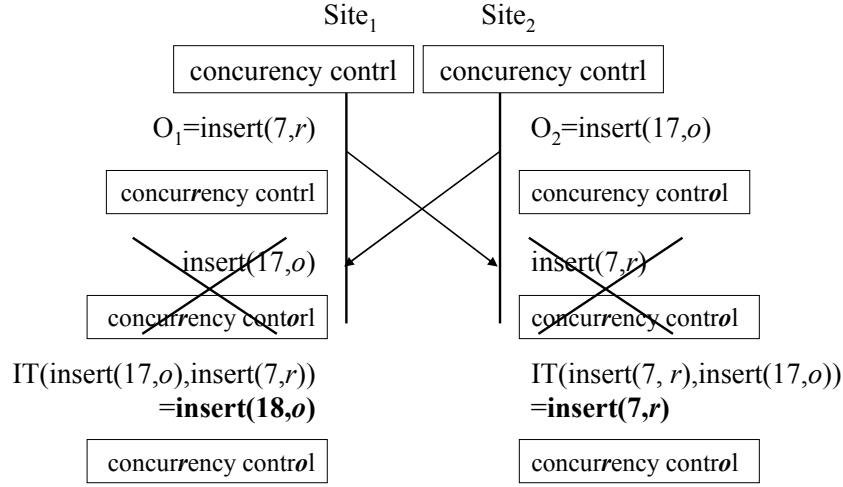 Site1 Site2
concurency contrl concurency contrl
O1=insert(7,r) O2=insert(17,o)
concurrency contrl concurency control
insert(17,o) insert(7,r)
concurrency contorl concurrency control
IT(insert(17,o),insert(7,r)) IT(insert(7, r),insert(17,o))
=insert(18,o) =insert(7,r)
concurrency control concurrency control